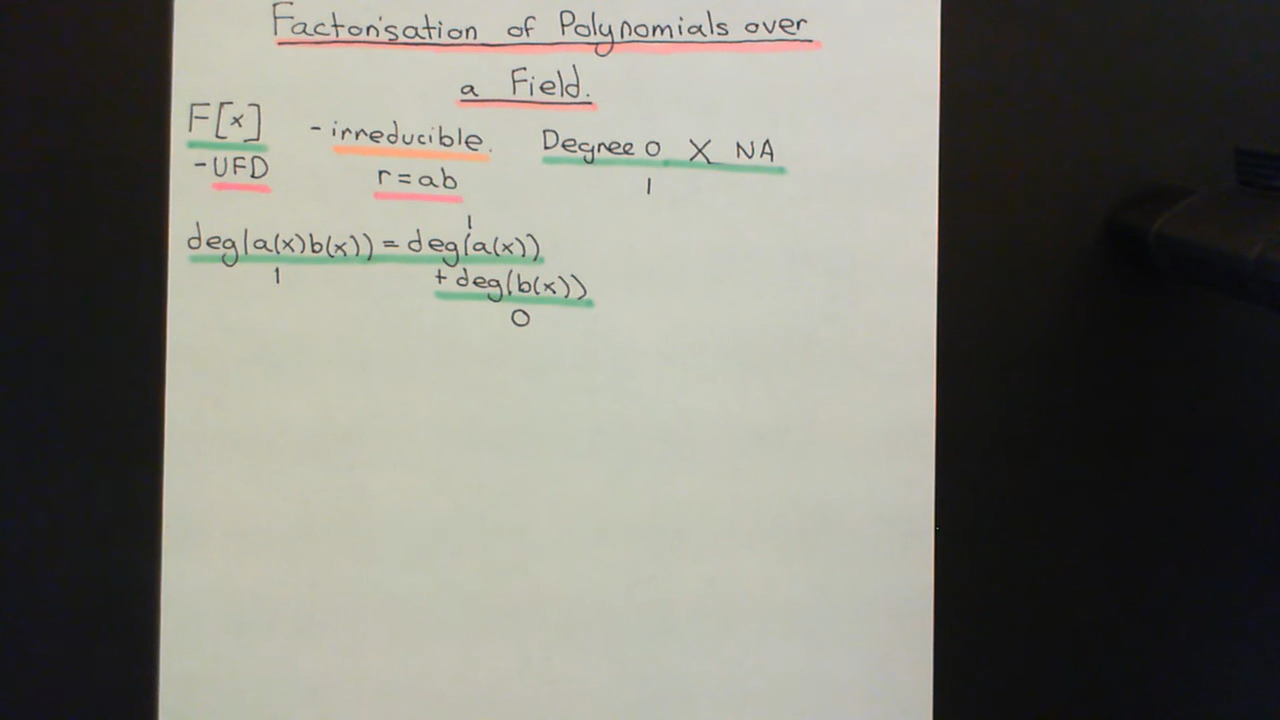 Factorisation of Polynomials over
a Field.
F[x] - irreducible. Degree 0 X NA
- UFD r = ab 1
1
deg(a(x)b(x)) = deg(a(x))
1 + deg(b(x))
0